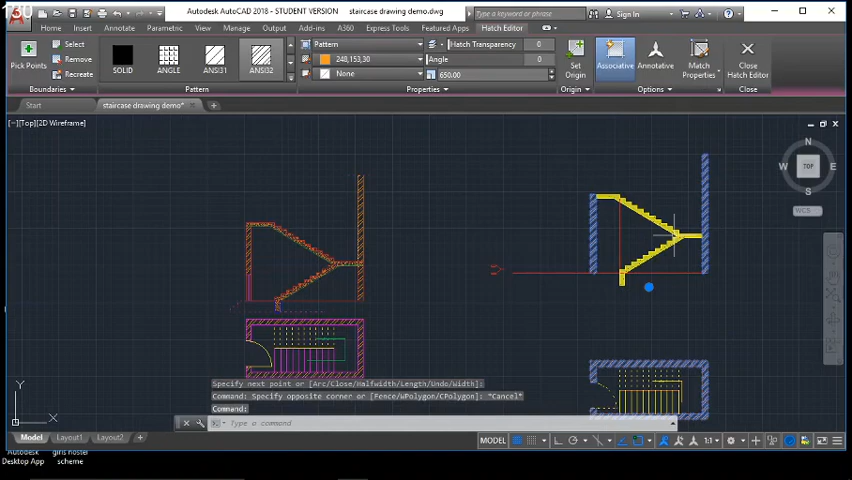 Autodesk AutoCAD 2018 - STUDENT VERSION staircase drawing demo.dwg
Type a keyword or phrase
Sign In
Home Insert Annotate Parametric View Manage Output Add-ins A360 Express Tools Featured Apps Hatch Editor
Pick Points
Select
Remove
Recreate
SOLID
ANGLE
ANSI31
ANSI32
Pattern
248,153,30
None
Hatch Transparency 0
Angle 0
650.00
Set Origin
Associative
Annotative
Match Properties
Close Hatch Editor
Boundaries
Pattern
Properties
Origin
Options
Close
Start
staircase drawing demo*
[−][Top][2D Wireframe]
N
W TOP E
S
WCS
Y
X
Specify next point or [Arc/Close/Halfwidth/Length/Undo/Width]:
Command: Specify opposite corner or [Fence/WPolygon/CPolygon]: *Cancel*
Command:
Type a command
Model Layout1 Layout2
MODEL
1:1
Autodesk
Desktop App
scheme